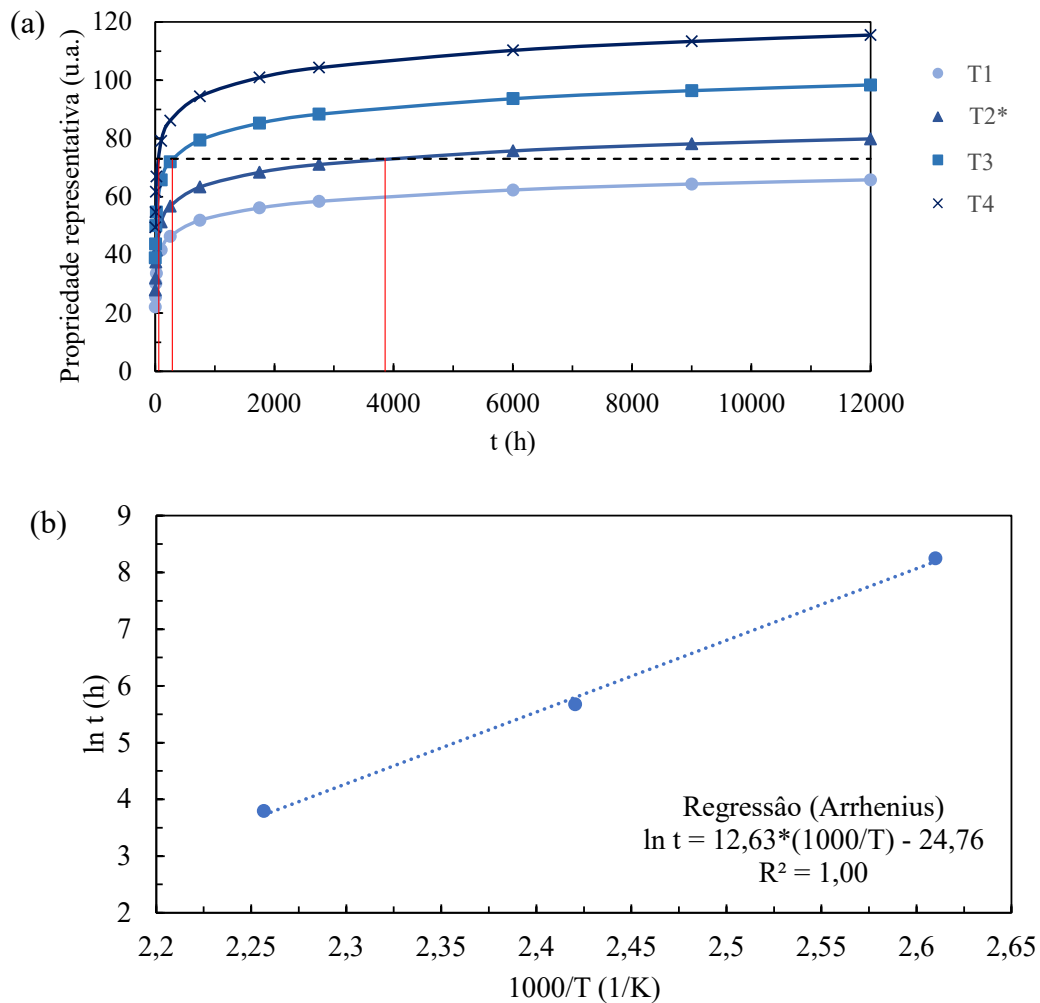 (a)
Propriedade representativa (u.a.)
120
100
80
60
40
20
0
0 2000 4000 6000 8000 10000 12000
t (h)
T1
T2*
T3
T4
(b)
ln t (h)
9
8
7
6
5
4
3
2
Regressâo (Arrhenius)
ln t = 12,63*(1000/T) - 24,76
R² = 1,00
2,2 2,25 2,3 2,35 2,4 2,45 2,5 2,55 2,6 2,65
1000/T (1/K)